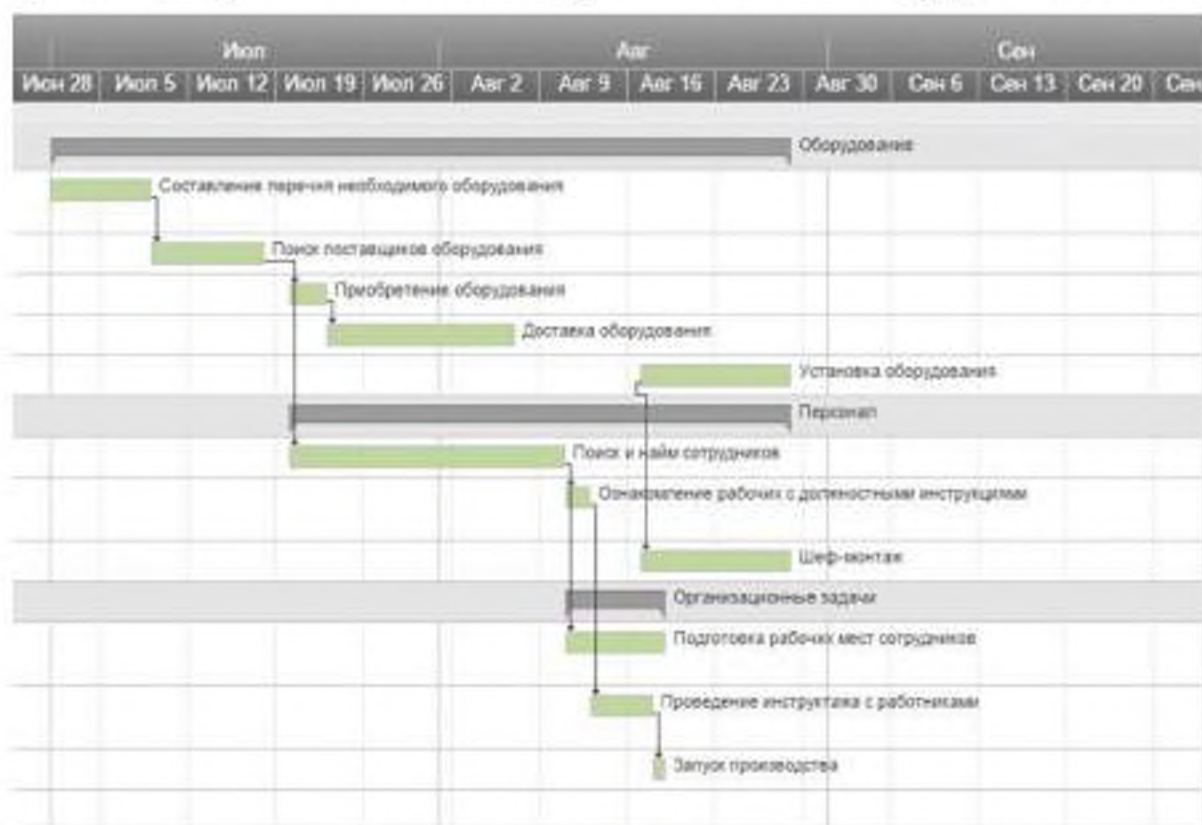 Июл Авг Сен
Июн 28 Июл 5 Июл 12 Июл 19 Июл 26 Авг 2 Авг 9 Авг 16 Авг 23 Авг 30 Сен 6 Сен 13 Сен 20 Сен
Оборудование
Составление перечня необходимого оборудования
Поиск поставщиков оборудования
Приобретение оборудования
Доставка оборудования
Установка оборудования
Персонал
Поиск и найм сотрудников
Ознакомление рабочих с должностными инструкциями
Шеф-монтаж
Организационные задачи
Подготовка рабочих мест сотрудников
Проведение инструктажа с работниками
Запуск производства